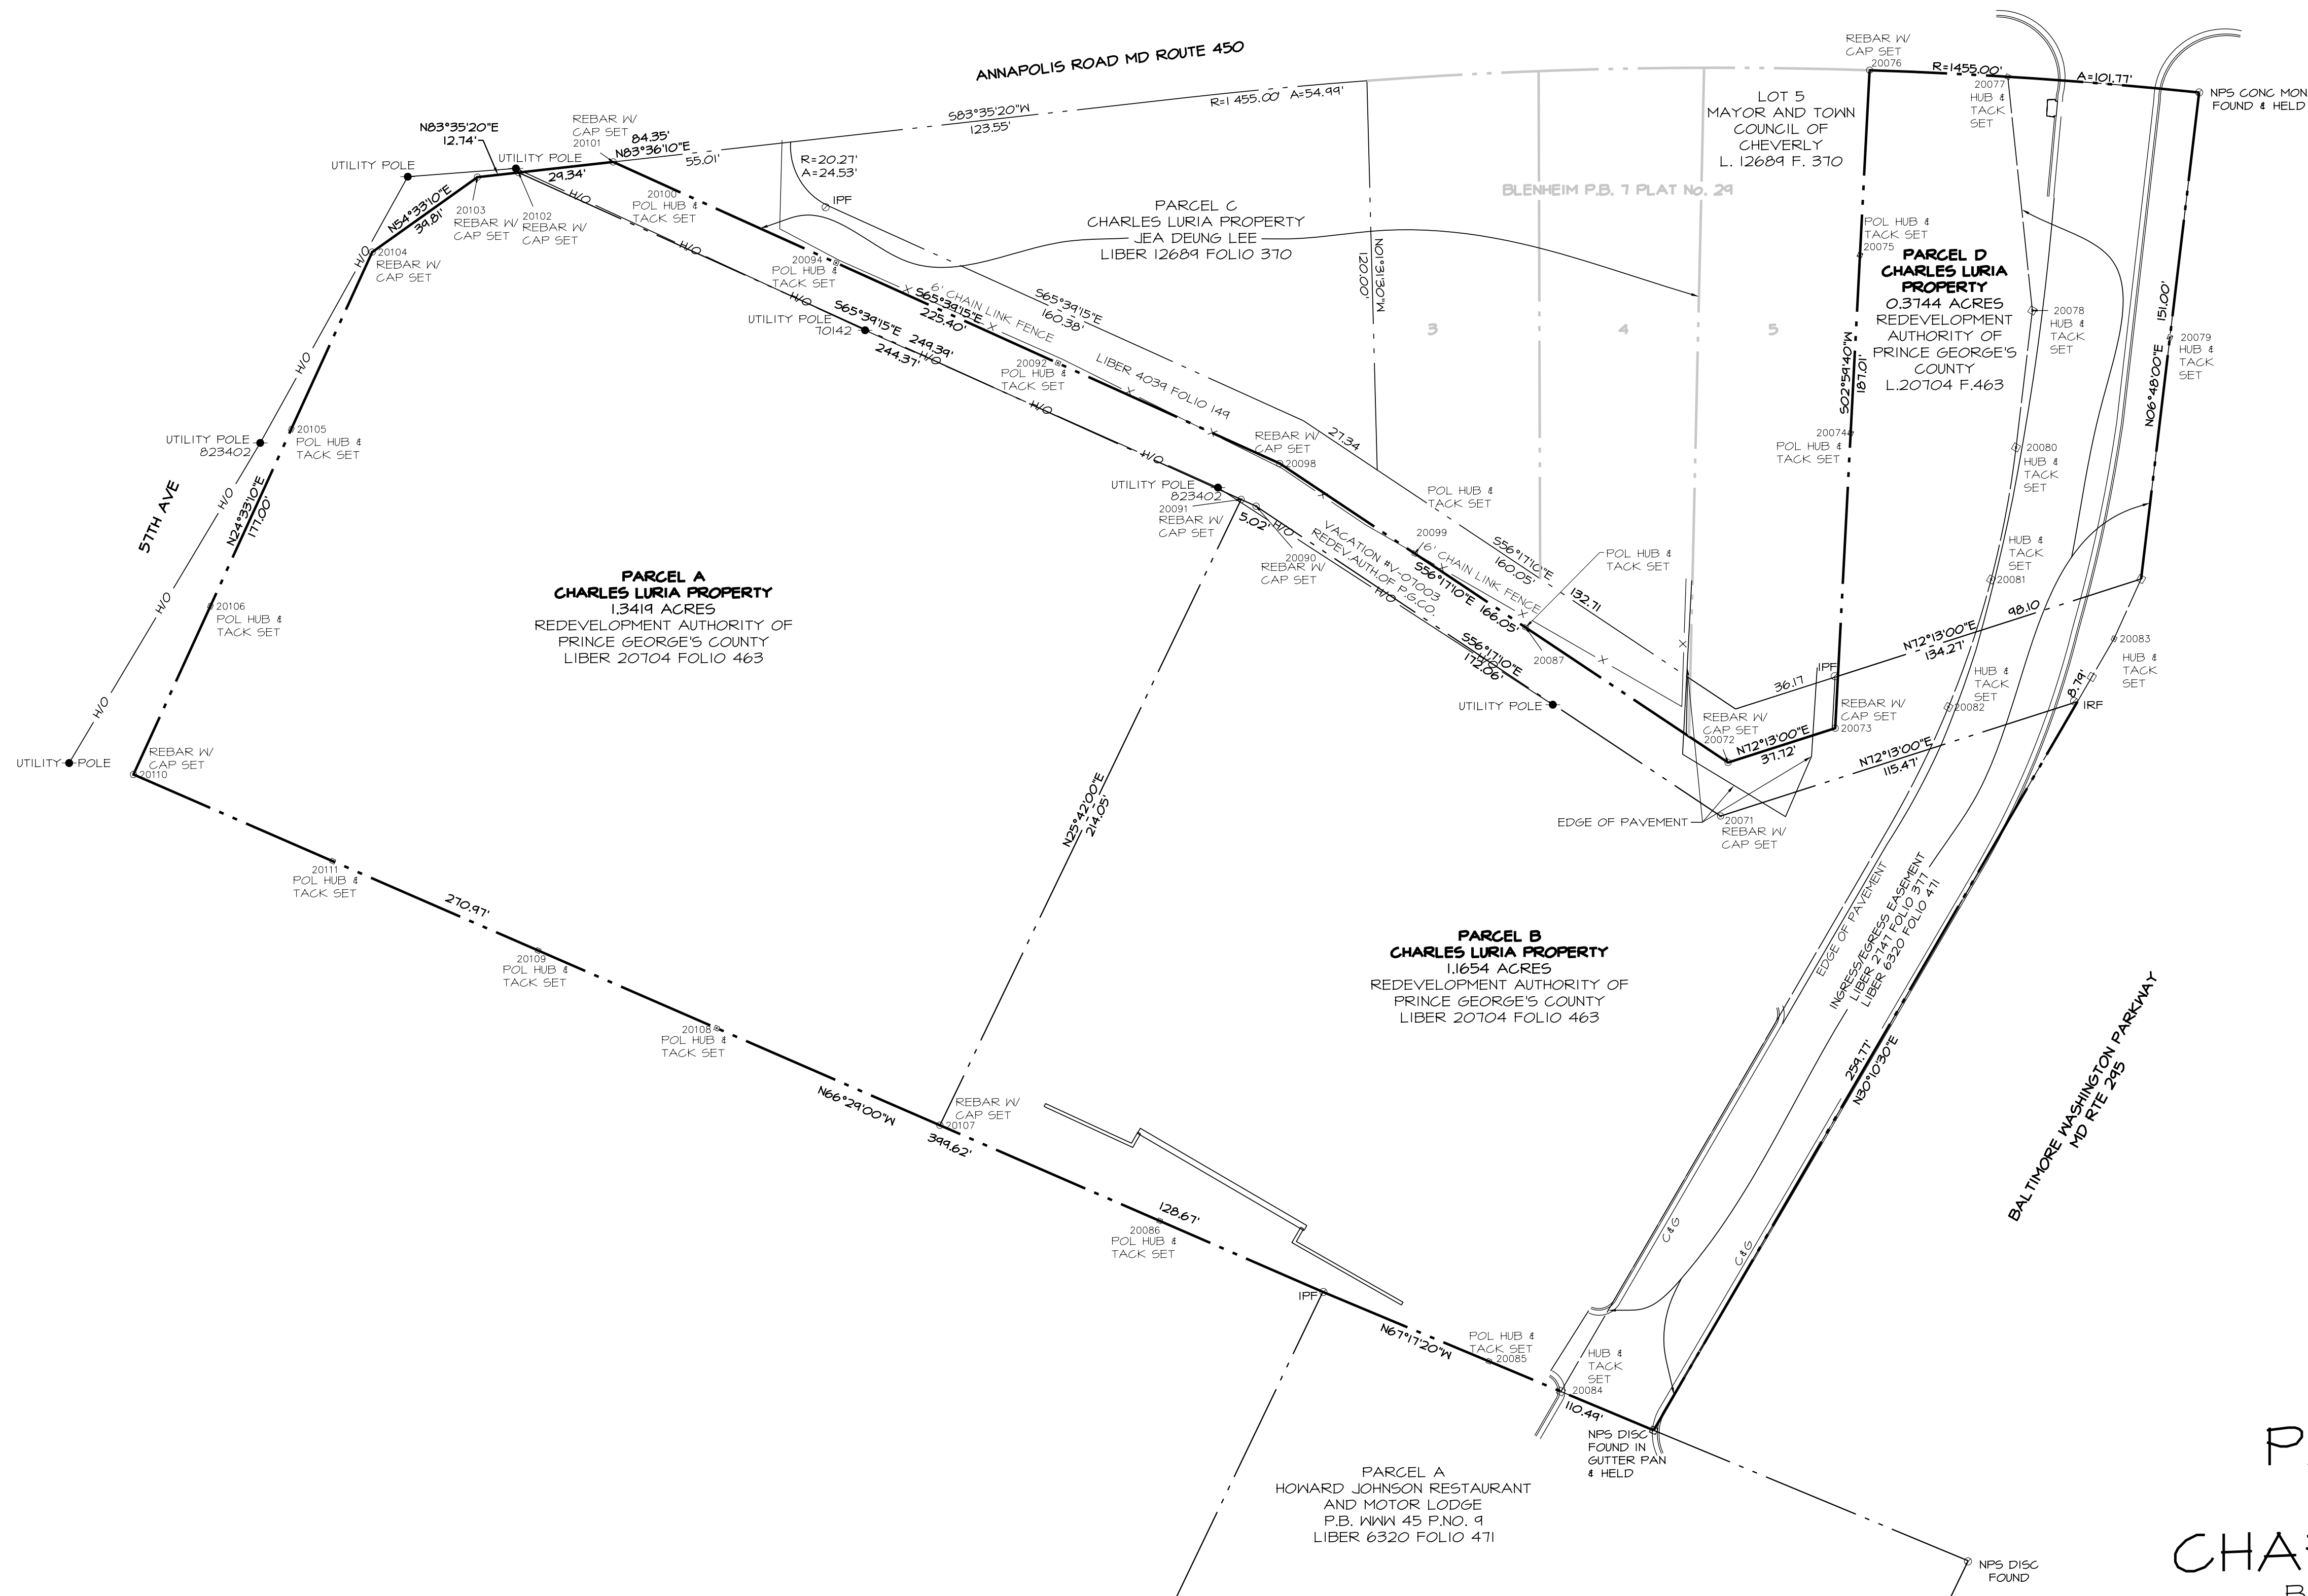 ANNAPOLIS ROAD MD ROUTE 450
S83°35'20"W
123.55'
R=1455.00' A=54.99'
REBAR W/
CAP SET
20076
R=1455.00'
A=101.77'
20077
HUB &
TACK
SET
NPS CONC MON
FOUND & HELD
LOT 5
MAYOR AND TOWN
COUNCIL OF
CHEVERLY
L. 12689 F. 370
BLENHEIM P.B. 7 PLAT No. 29
3
4
5
N83°35'20"E
12.74'
REBAR W/
CAP SET
20101
84.35'
N83°36'10"E
55.01'
UTILITY POLE
UTILITY POLE
29.34'
R=20.27'
A=24.53'
IPF
20100
POL HUB &
TACK SET
20103
REBAR W/
CAP SET
20102
REBAR W/
CAP SET
N54°33'10"E
39.81'
20104
REBAR W/
CAP SET
H/O
H/O
H/O
H/O
H/O
H/O
H/O
H/O
H/O
H/O
H/O
H/O
H/O
H/O
PARCEL C
CHARLES LURIA PROPERTY
JEA DEUNG LEE
LIBER 12689 FOLIO 370
N01°31'30"W
120.00'
20094
POL HUB &
TACK SET
6' CHAIN LINK FENCE
S65°39'15"E
225.40'
S65°39'15"E
160.38'
UTILITY POLE
70142
S65°39'15"E 249.39'
244.37'
20092
POL HUB &
TACK SET
LIBER 4039 FOLIO 149
27.34
REBAR W/
CAP SET
20098
POL HUB &
TACK SET
20099
POL HUB &
TACK SET
20075
PARCEL D
CHARLES LURIA
PROPERTY
0.3744 ACRES
REDEVELOPMENT
AUTHORITY OF
PRINCE GEORGE'S
COUNTY
L.20704 F.463
S02°59'40"W
187.01'
20074
POL HUB &
TACK SET
20078
HUB &
TACK
SET
20079
HUB &
TACK
SET
N06°48'00"E
151.00'
20080
HUB &
TACK
SET
HUB &
TACK
SET
20081
UTILITY POLE
823402
20105
POL HUB &
TACK SET
57TH AVE
N24°33'10"E
177.00'
20106
POL HUB &
TACK SET
PARCEL A
CHARLES LURIA PROPERTY
1.3419 ACRES
REDEVELOPMENT AUTHORITY OF
PRINCE GEORGE'S COUNTY
LIBER 20704 FOLIO 463
UTILITY POLE
823402
20091
REBAR W/
CAP SET
5.02'
20090
REBAR W/
CAP SET
VACATION #V-07003
REDEV.AUTH.OF P.G.CO.
6' CHAIN LINK FENCE
S56°17'10"E
160.05'
S56°17'10"E 166.05'
POL HUB &
TACK SET
132.71
S56°17'10"E
172.06'
20087
UTILITY POLE
36.17
IPF
N72°13'00"E
134.27'
98.10
20083
HUB &
TACK
SET
8.79'
IRF
HUB &
TACK
SET
20082
REBAR W/
CAP SET
20073
REBAR W/
CAP SET
20072
N72°13'00"E
37.72'
N72°13'00"E
115.47'
EDGE OF PAVEMENT
20071
REBAR W/
CAP SET
UTILITY POLE
REBAR W/
CAP SET
20110
20111
POL HUB &
TACK SET
270.97'
20109
POL HUB &
TACK SET
20108
POL HUB &
TACK SET
N66°29'00"W
399.62'
N25°42'00"E
214.05'
REBAR W/
CAP SET
20107
PARCEL B
CHARLES LURIA PROPERTY
1.1654 ACRES
REDEVELOPMENT AUTHORITY OF
PRINCE GEORGE'S COUNTY
LIBER 20704 FOLIO 463
EDGE OF PAVEMENT
INGRESS/EGRESS EASEMENT
LIBER 2747 FOLIO 377
LIBER 6320 FOLIO 471
259.77'
N30°10'30"E
BALTIMORE WASHINGTON PARKWAY
MD RTE 295
C&G
C&G
128.67'
20086
POL HUB &
TACK SET
IPF
N67°17'20"W
POL HUB &
TACK SET
20085
HUB &
TACK
SET
20084
110.49'
NPS DISC
FOUND IN
GUTTER PAN
& HELD
PARCEL A
HOWARD JOHNSON RESTAURANT
AND MOTOR LODGE
P.B. WWW 45 P.NO. 9
LIBER 6320 FOLIO 471
NPS DISC
FOUND